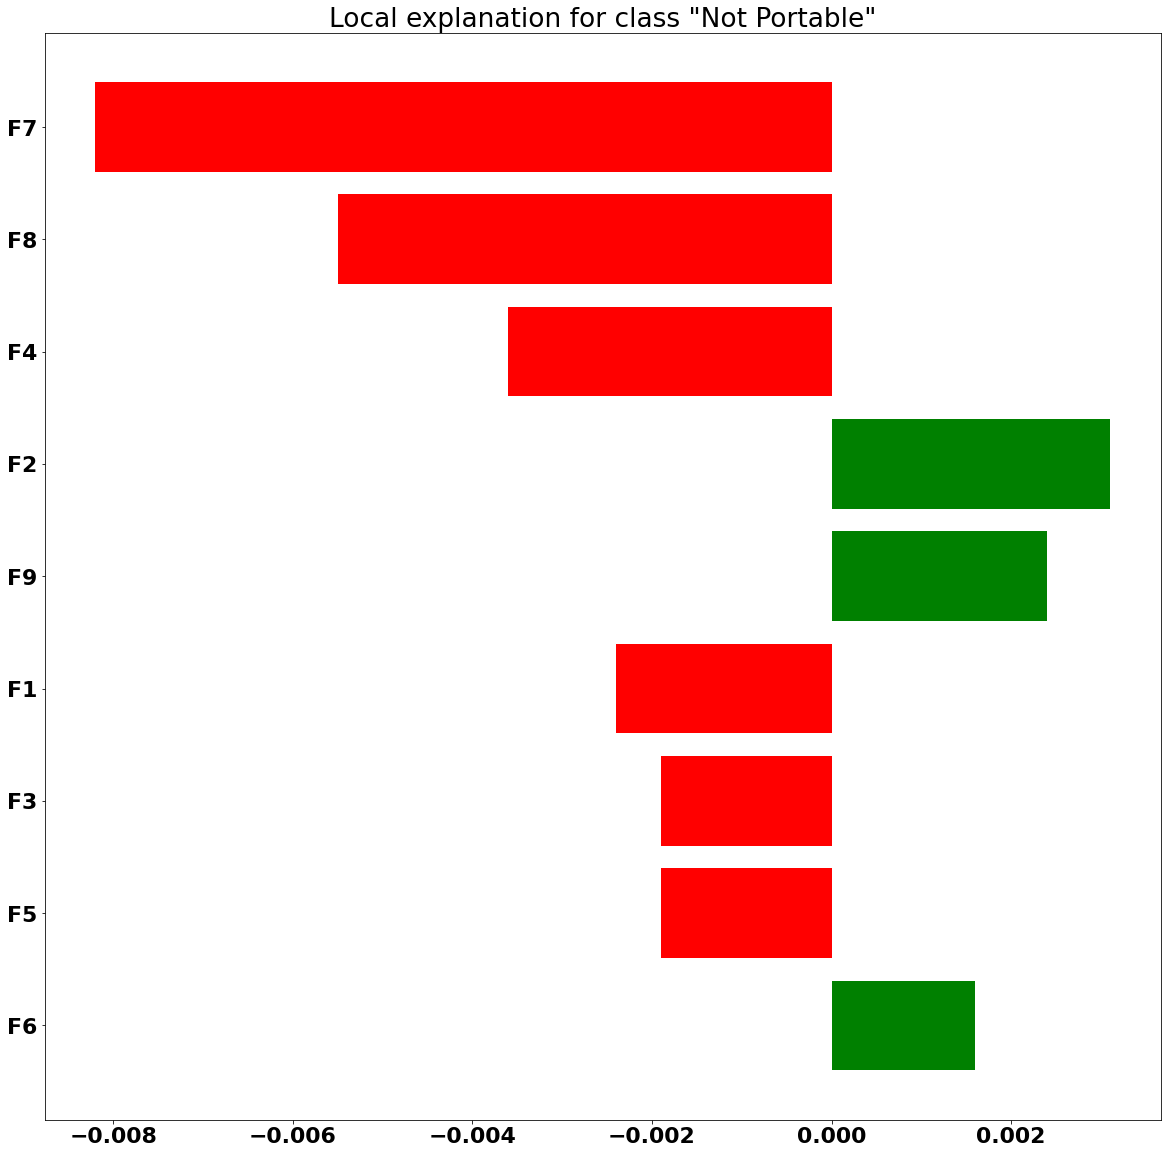 Local explanation for class "Not Portable"
F7
F8
F4
F2
F9
F1
F3
F5
F6
−0.008 −0.006 −0.004 −0.002 0.000 0.002